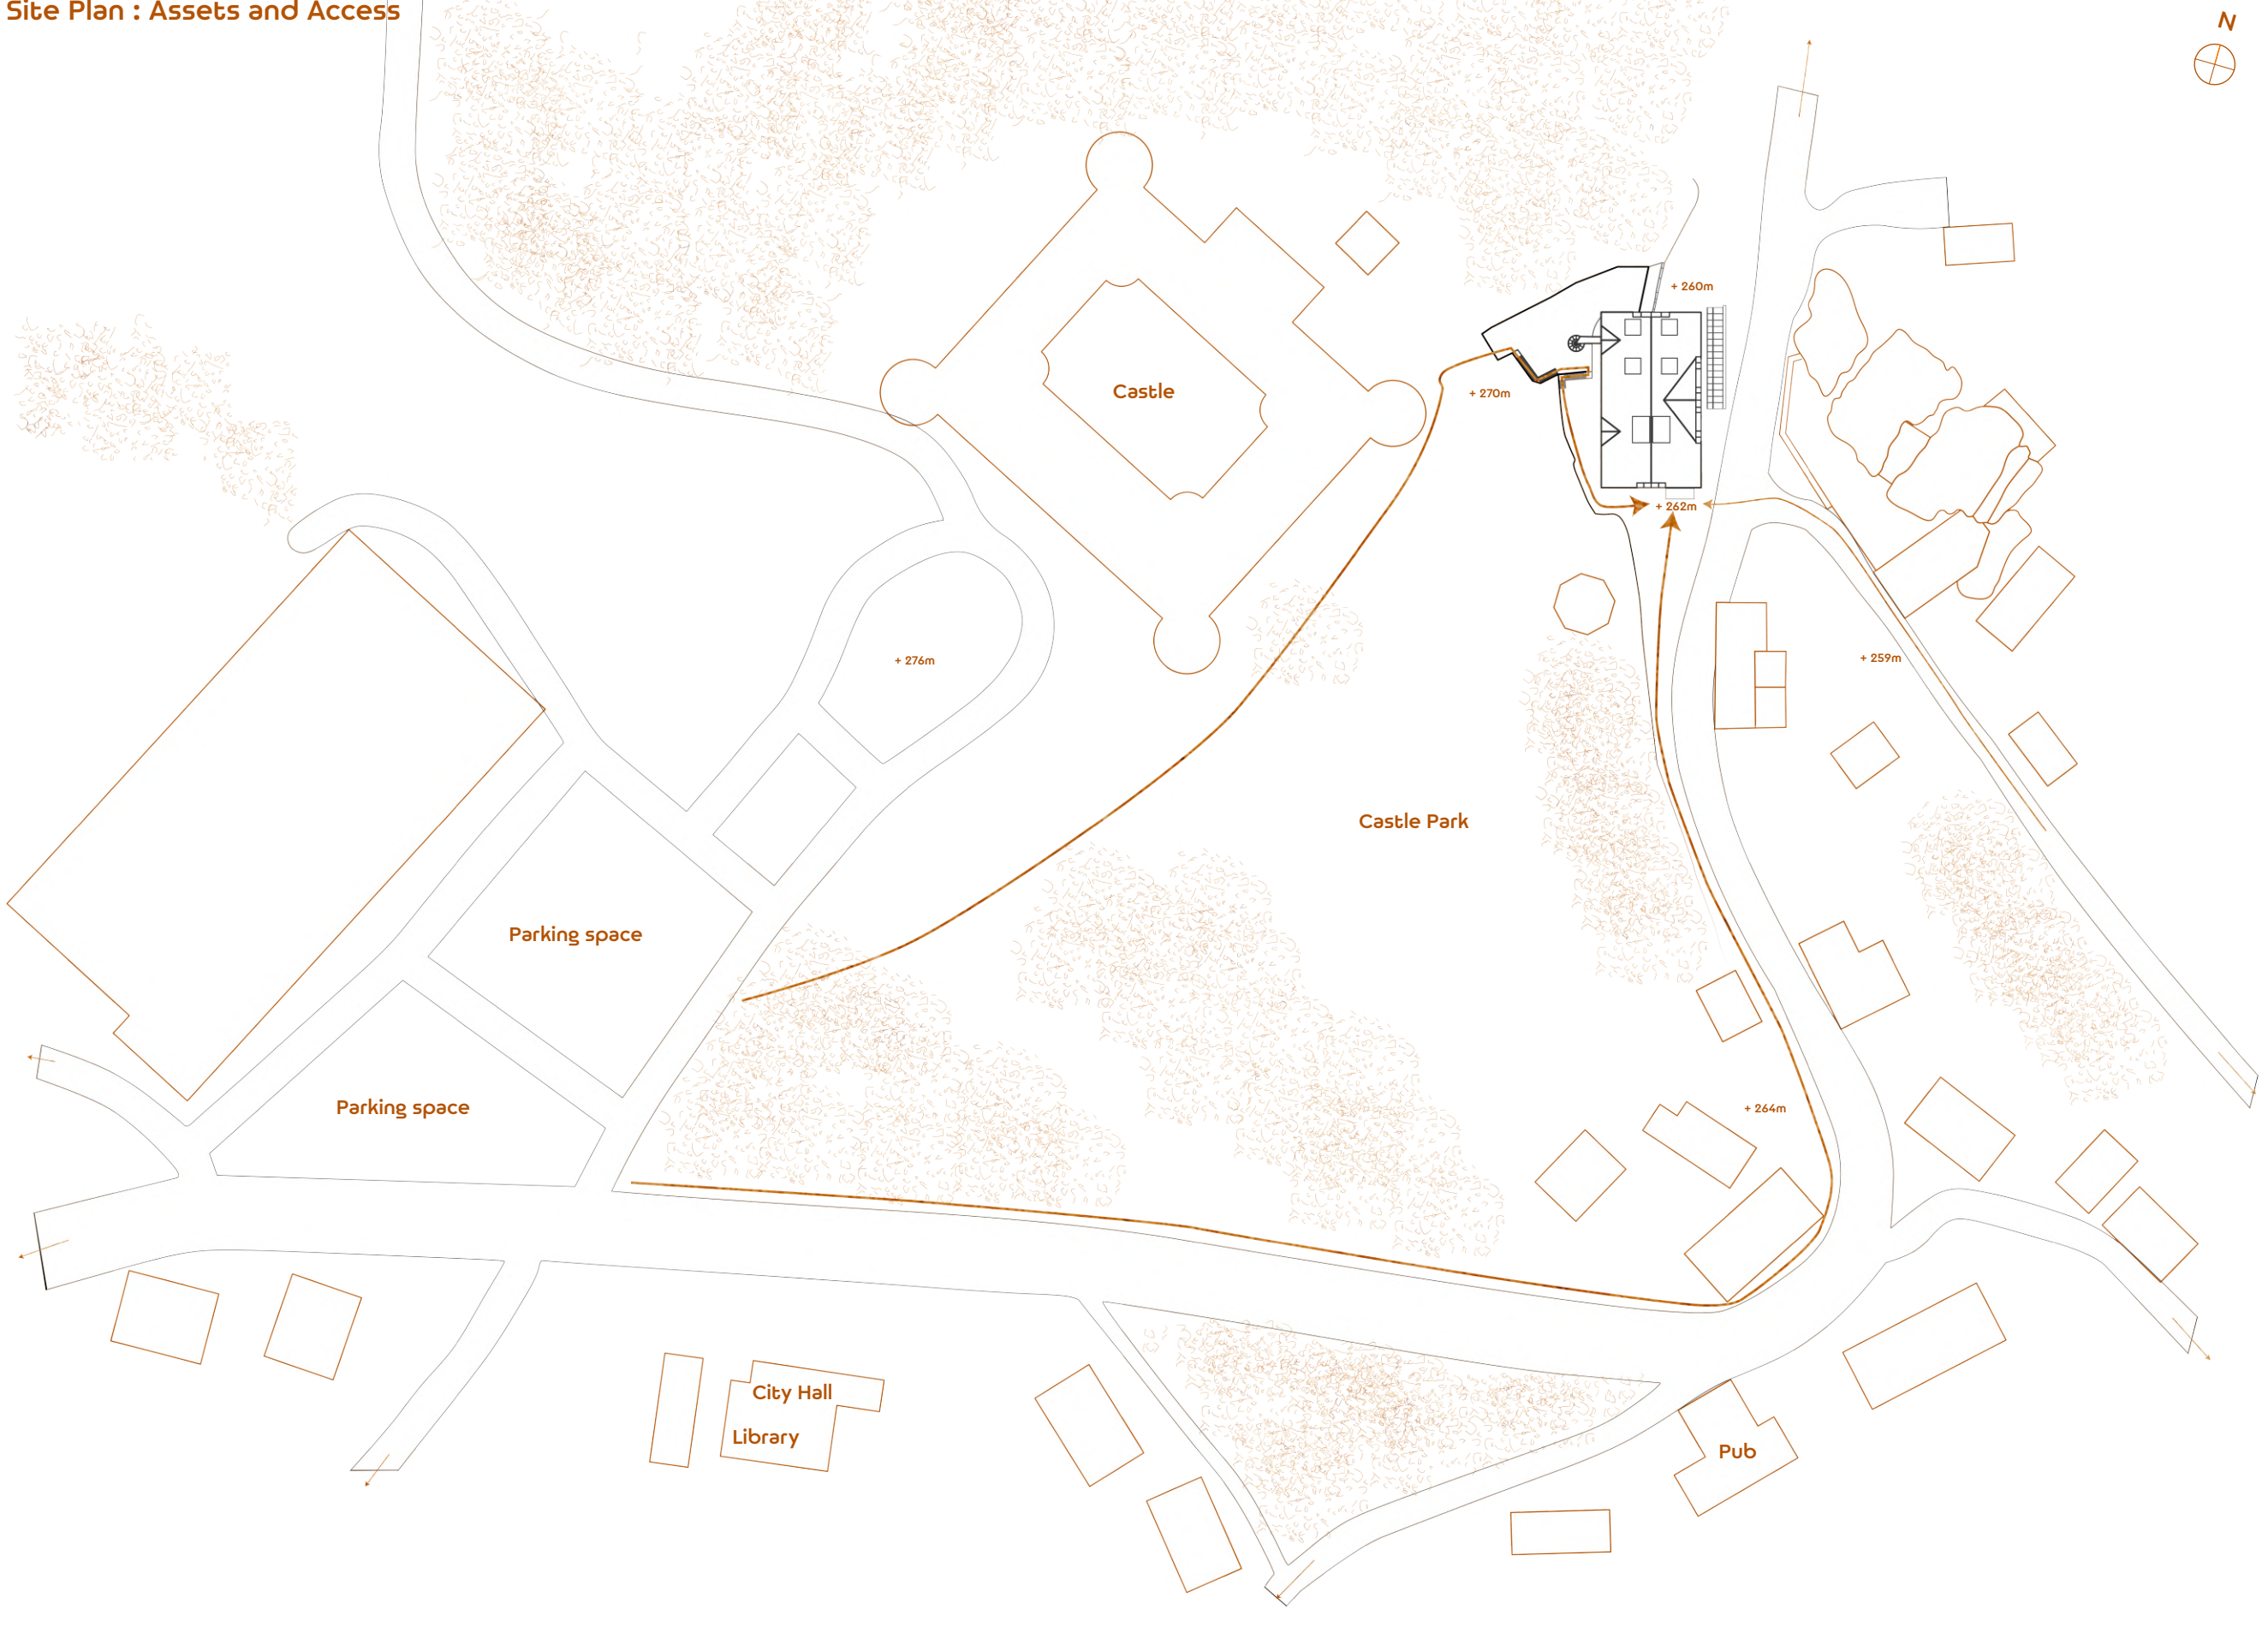 Site Plan : Assets and Access
N
+ 260m
Castle
+ 270m
+ 262m
+ 276m
+ 259m
Castle Park
Parking space
Parking space
+ 264m
City Hall
Library
Pub